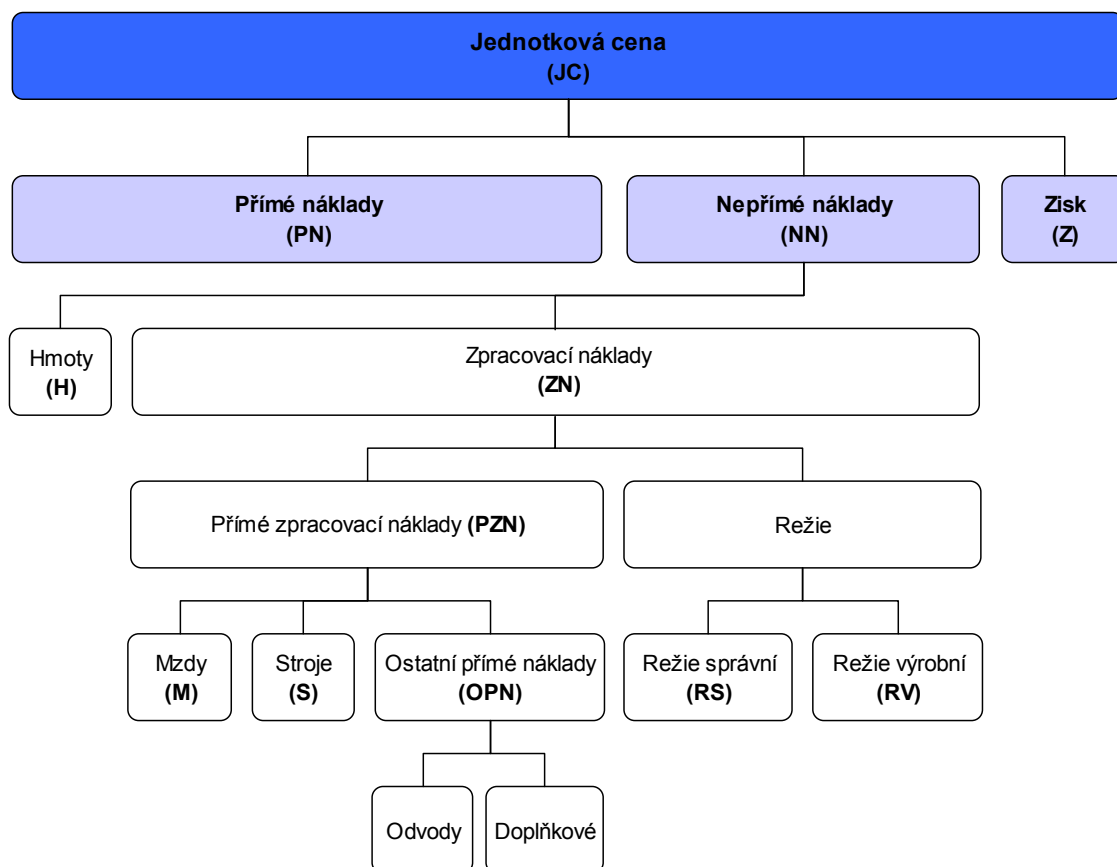 Jednotková cena
(JC)
Přímé náklady
(PN)
Nepřímé náklady
(NN)
Zisk
(Z)
Hmoty
(H)
Zpracovací náklady
(ZN)
Přímé zpracovací náklady (PZN)
Režie
Mzdy
(M)
Stroje
(S)
Ostatní přímé náklady
(OPN)
Režie správní
(RS)
Režie výrobní
(RV)
Odvody
Doplňkové